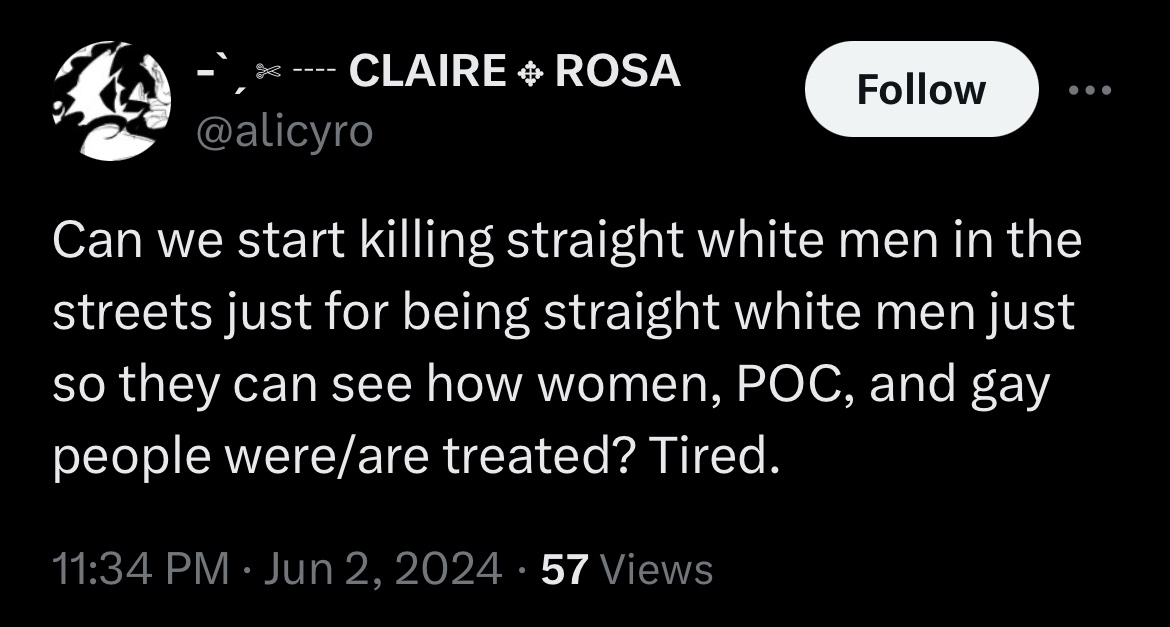 -`ˏ✄ ┈┈ CLAIRE ✥ ROSA
Follow
@alicyro
Can we start killing straight white men in the
streets just for being straight white men just
so they can see how women, POC, and gay
people were/are treated? Tired.
11:34 PM · Jun 2, 2024 · 57 Views